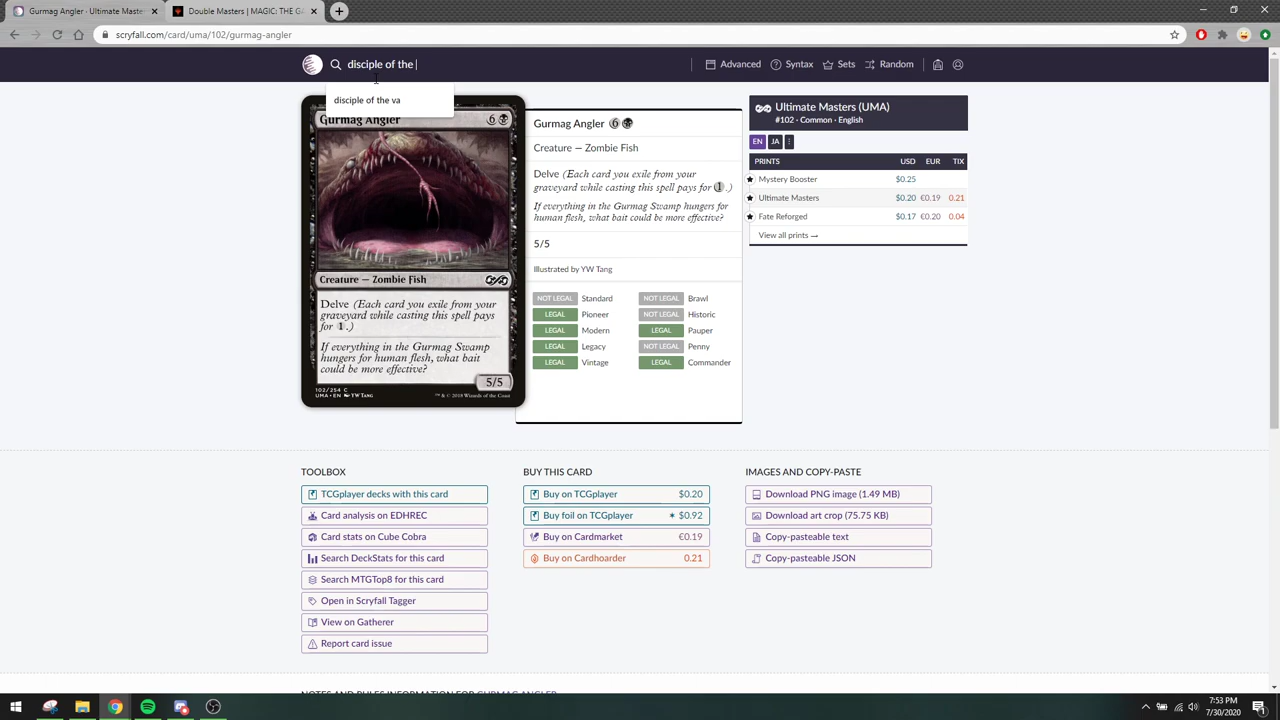 Gurmag Angler · Ultimate M
Double Masters | MAGIC: THE G
scryfall.com/card/uma/102/gurmag-angler
disciple of the
Advanced
Syntax
Sets
Random
disciple of the va
Gurmag Angler 6
Creature — Zombie Fish
Delve (Each card you exile from your
graveyard while casting this spell pays
for 1.)
If everything in the Gurmag Swamp
hungers for human flesh, what bait
could be more effective?
5/5
102/254 C
UMA • EN YW TANG
™ & © 2018 Wizards of the Coast
Gurmag Angler 6
Creature — Zombie Fish
Delve (Each card you exile from your
graveyard while casting this spell pays for 1.)
If everything in the Gurmag Swamp hungers for
human flesh, what bait could be more effective?
5/5
Illustrated by YW Tang
NOT LEGAL Standard NOT LEGAL Brawl
LEGAL Pioneer NOT LEGAL Historic
LEGAL Modern LEGAL Pauper
LEGAL Legacy NOT LEGAL Penny
LEGAL Vintage LEGAL Commander
Ultimate Masters (UMA)
#102 · Common · English
EN JA
PRINTS USD EUR TIX
Mystery Booster $0.25
Ultimate Masters $0.20 €0.19 0.21
Fate Reforged $0.17 €0.20 0.04
View all prints →
TOOLBOX
TCGplayer decks with this card
Card analysis on EDHREC
Card stats on Cube Cobra
Search DeckStats for this card
Search MTGTop8 for this card
Open in Scryfall Tagger
View on Gatherer
Report card issue
BUY THIS CARD
Buy on TCGplayer $0.20
Buy foil on TCGplayer ✶ $0.92
Buy on Cardmarket €0.19
Buy on Cardhoarder 0.21
IMAGES AND COPY-PASTE
Download PNG image (1.49 MB)
Download art crop (75.75 KB)
Copy-pasteable text
Copy-pasteable JSON
NOTES AND RULES INFORMATION FOR GURMAG ANGLER
7:53 PM
7/30/2020